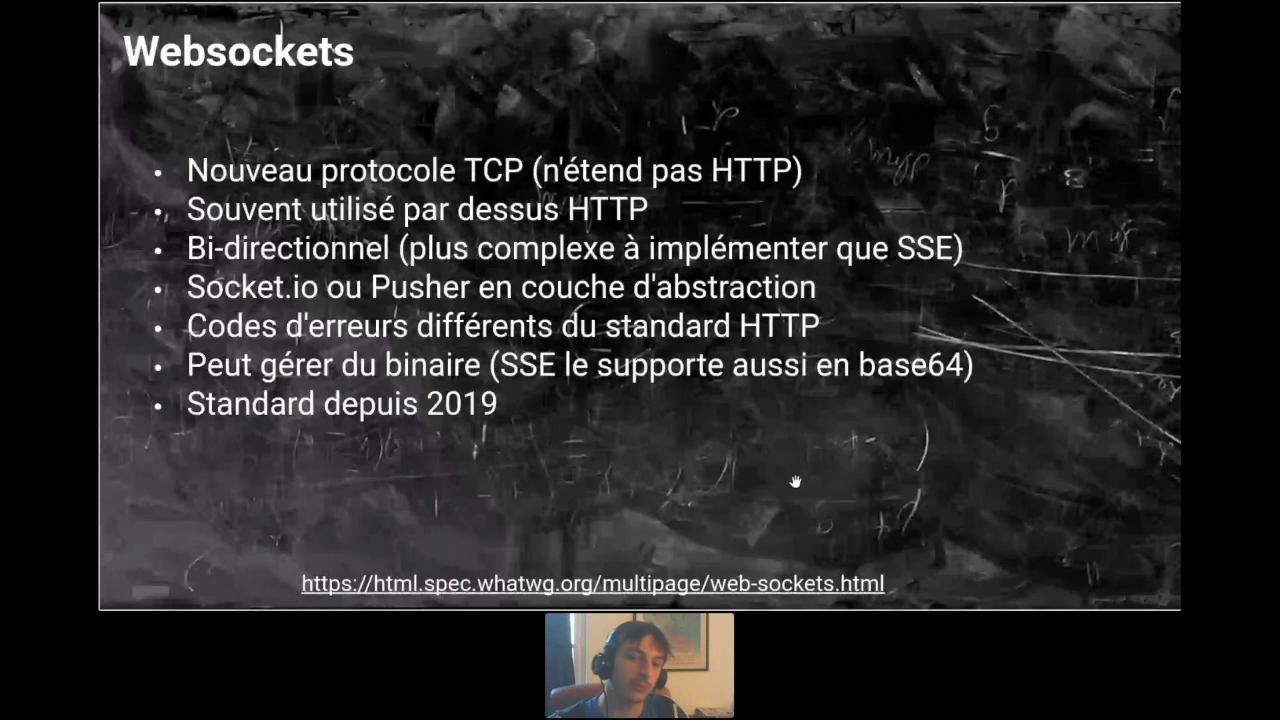 Websockets
• Nouveau protocole TCP (n'étend pas HTTP)
• Souvent utilisé par dessus HTTP
• Bi-directionnel (plus complexe à implémenter que SSE)
• Socket.io ou Pusher en couche d'abstraction
• Codes d'erreurs différents du standard HTTP
• Peut gérer du binaire (SSE le supporte aussi en base64)
• Standard depuis 2019
https://html.spec.whatwg.org/multipage/web-sockets.html